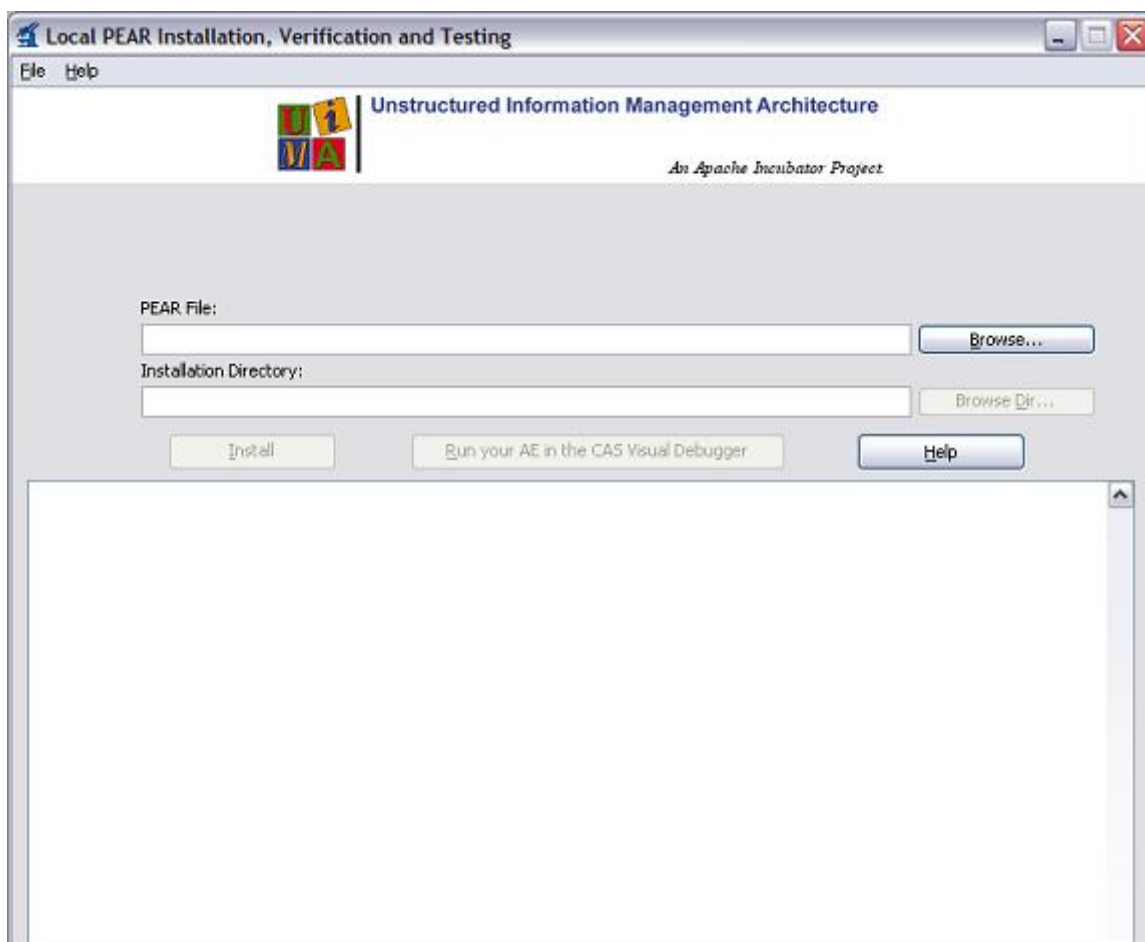 Local PEAR Installation, Verification and Testing
File Help
UiMA
Unstructured Information Management Architecture
An Apache Incubator Project
PEAR File:
Browse...
Installation Directory:
Browse Dir...
Install Run your AE in the CAS Visual Debugger Help